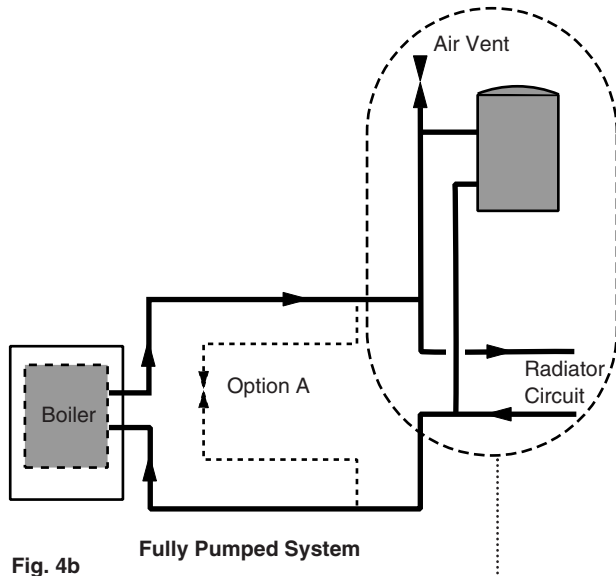 Air Vent
Option A
Radiator
Circuit
Boiler
Fully Pumped System
Fig. 4b